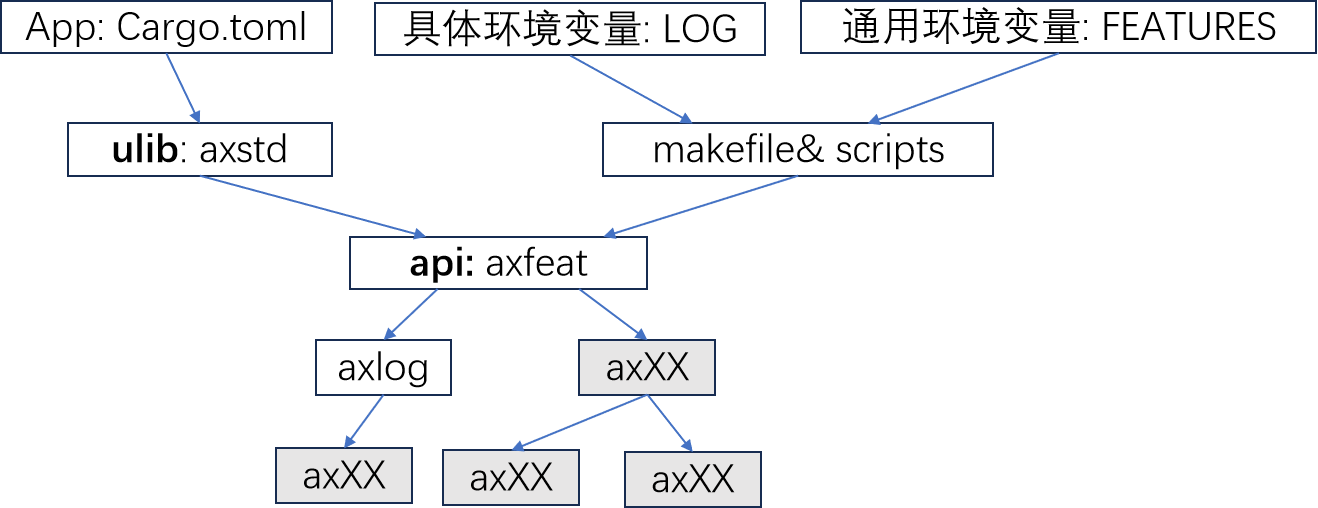 App: Cargo.toml
具体环境变量: LOG
通用环境变量: FEATURES
ulib: axstd
makefile& scripts
api: axfeat
axlog
axXX
axXX
axXX
axXX